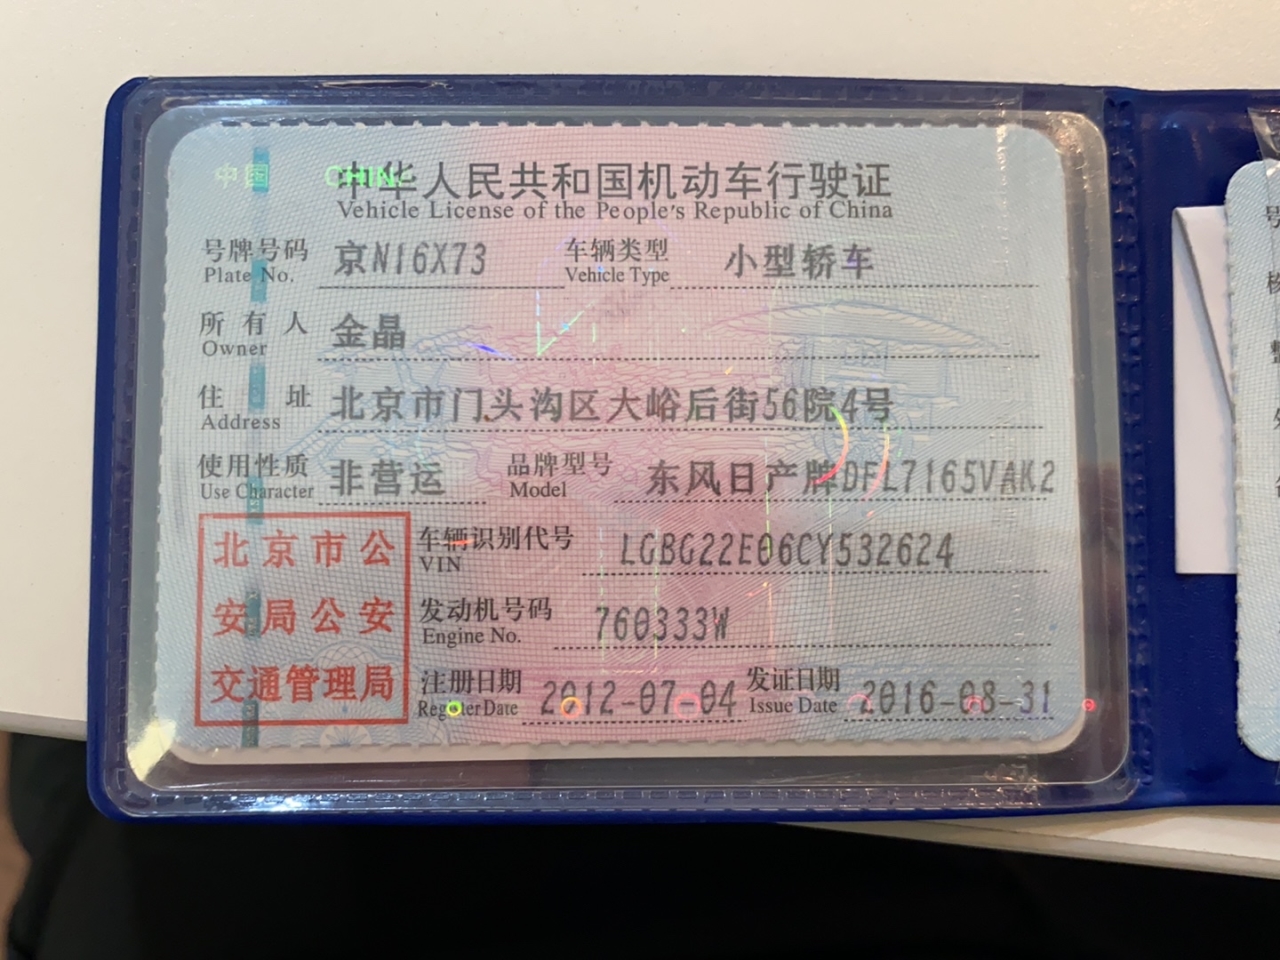 中国 CHINA
中华人民共和国机动车行驶证
Vehicle License of the People's Republic of China
号牌号码 京N16X73 车辆类型 小型轿车
Plate No. Vehicle Type
所有人 金晶
Owner
住址 北京市门头沟区大峪后街56院4号
Address
使用性质 非营运 品牌型号 东风日产牌DFL7165VAK2
Use Character Model
北京市公
安局公安
交通管理局
车辆识别代号 LGBG22E06CY532624
VIN
发动机号码 760333W
Engine No.
注册日期 2012-07-04 发证日期 2016-08-31
Register Date Issue Date
号